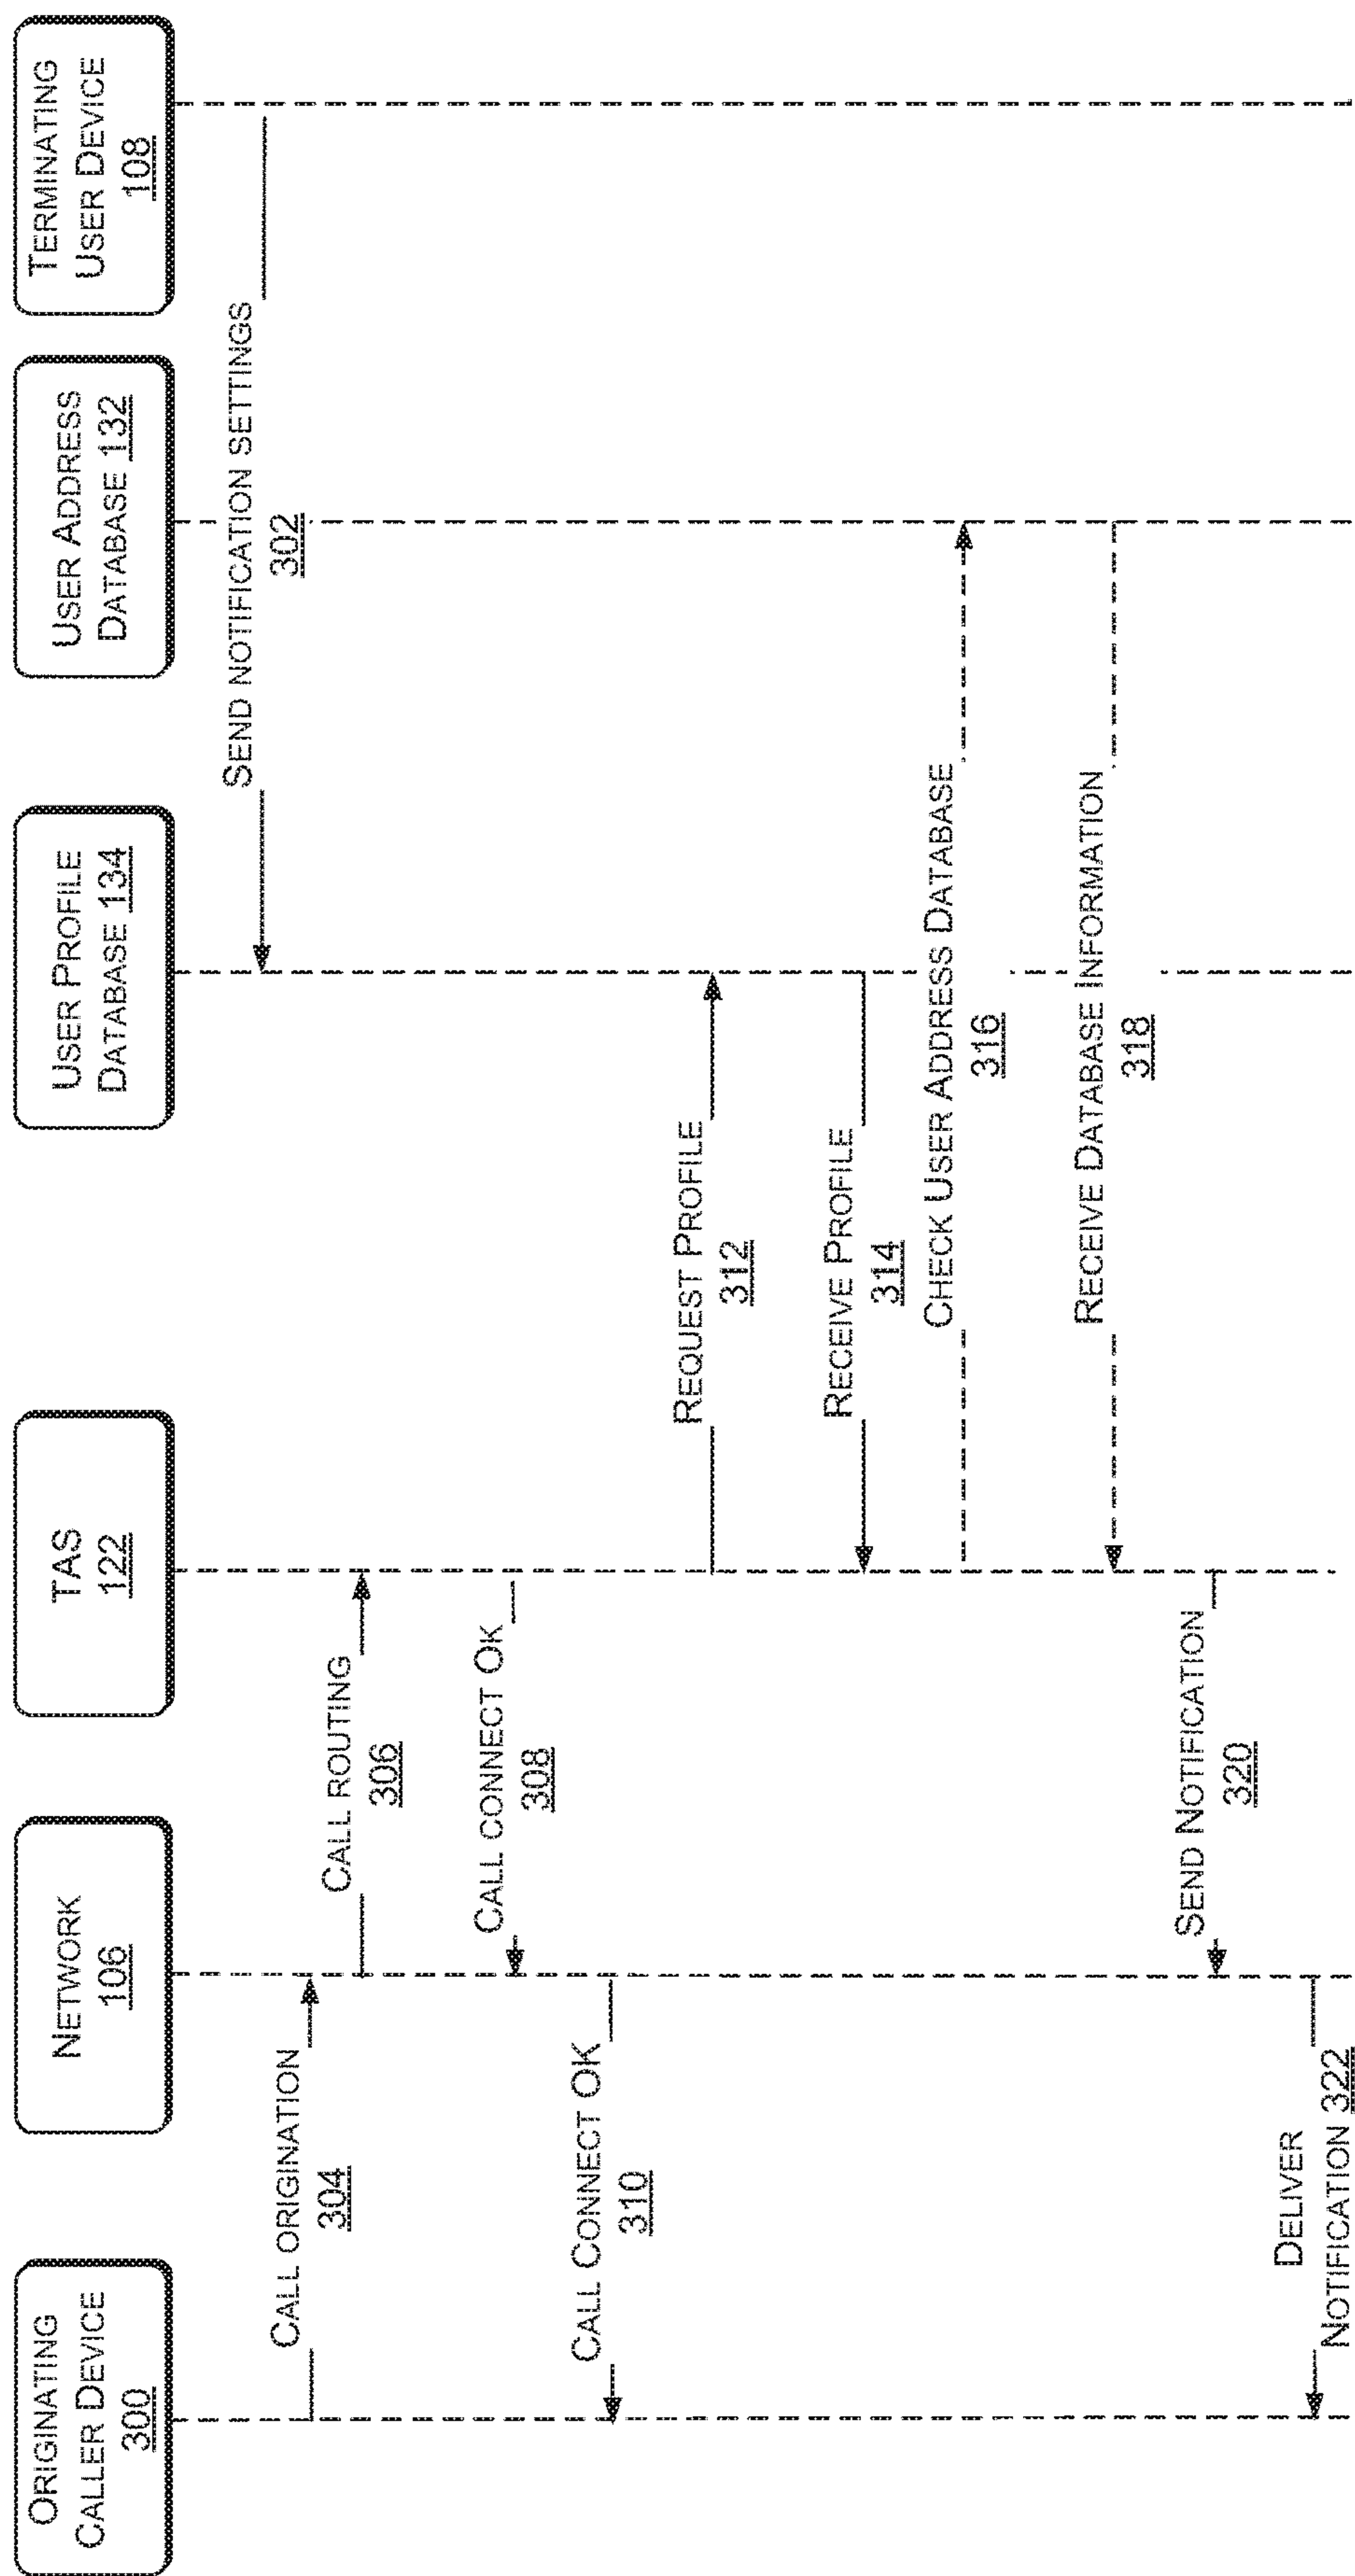 ORIGINATING
CALLER DEVICE
300
NETWORK
106
TAS
122
USER PROFILE
DATABASE 134
USER ADDRESS
DATABASE 132
TERMINATING
USER DEVICE
108
SEND NOTIFICATION SETTINGS
302
CALL ORIGINATION
304
CALL ROUTING
306
CALL CONNECT OK
308
CALL CONNECT OK
310
REQUEST PROFILE
312
RECEIVE PROFILE
314
CHECK USER ADDRESS DATABASE
316
RECEIVE DATABASE INFORMATION
318
SEND NOTIFICATION
320
DELIVER
NOTIFICATION 322